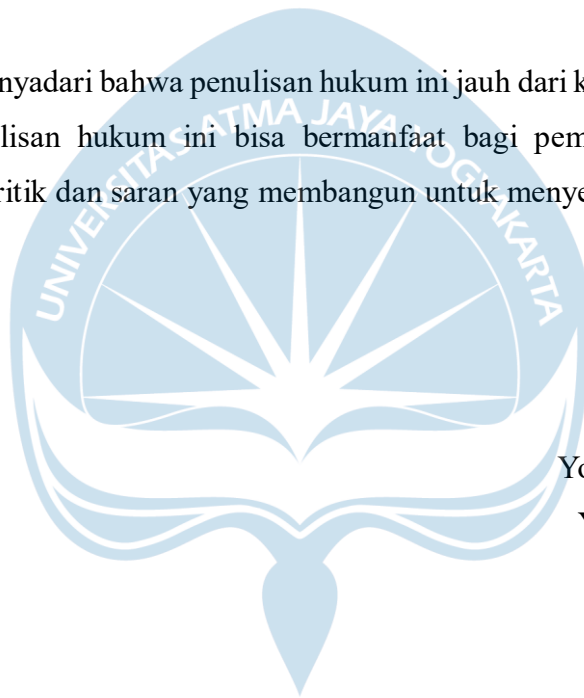 nyadari bahwa penulisan hukum ini jauh dari k
ulisan hukum ini bisa bermanfaat bagi pem
ritik dan saran yang membangun untuk menye
UNIVERSITAS ATMA JAYA YOGYAKARTA
Yo